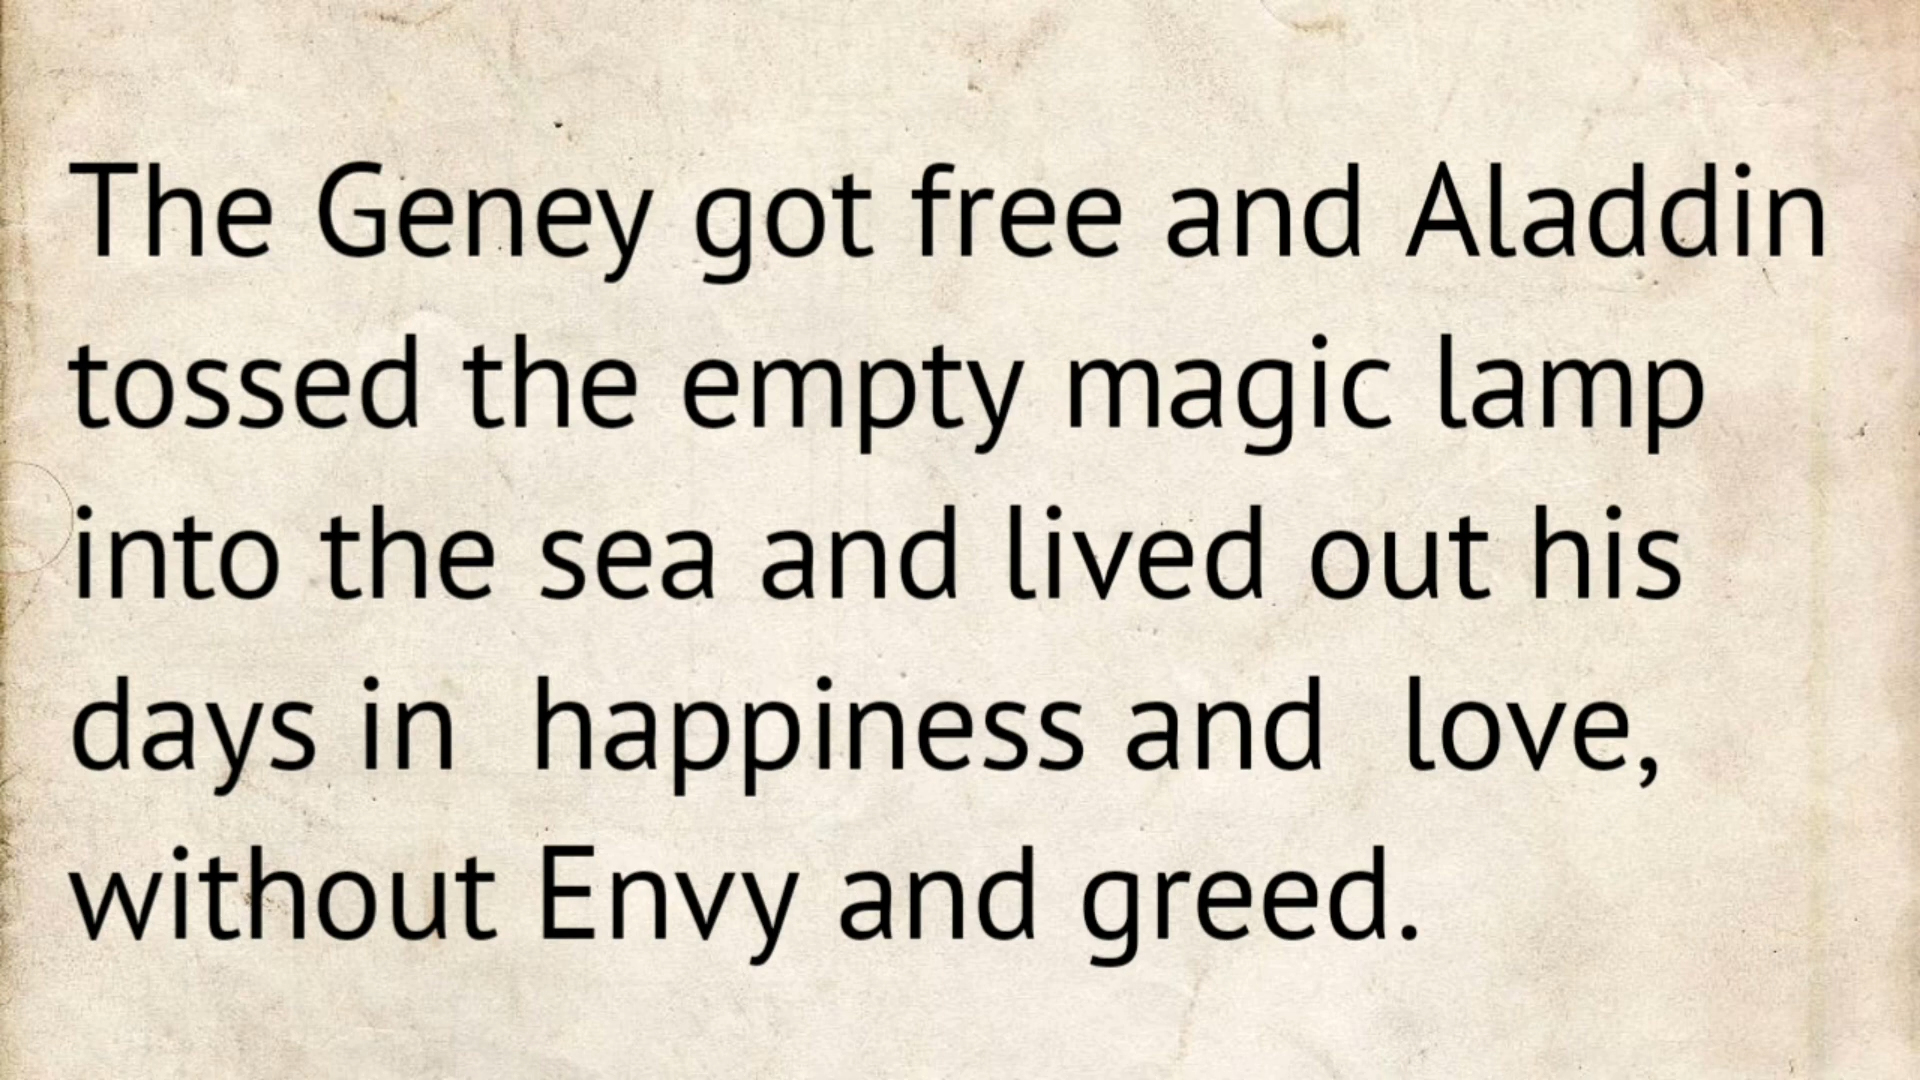 The Geney got free and Aladdin
tossed the empty magic lamp
into the sea and lived out his
days in  happiness and  love,
without Envy and greed.